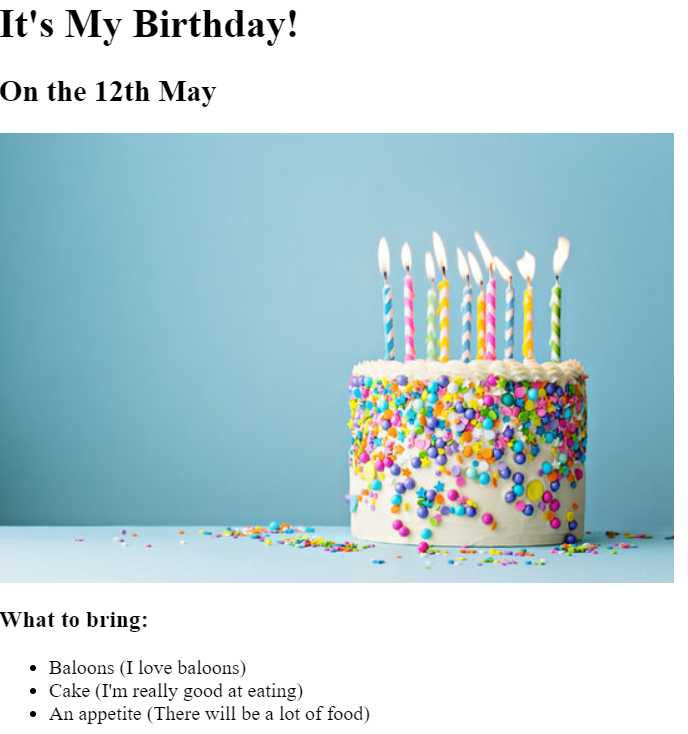 It's My Birthday!
On the 12th May
What to bring:
Baloons (I love baloons)
Cake (I'm really good at eating)
An appetite (There will be a lot of food)